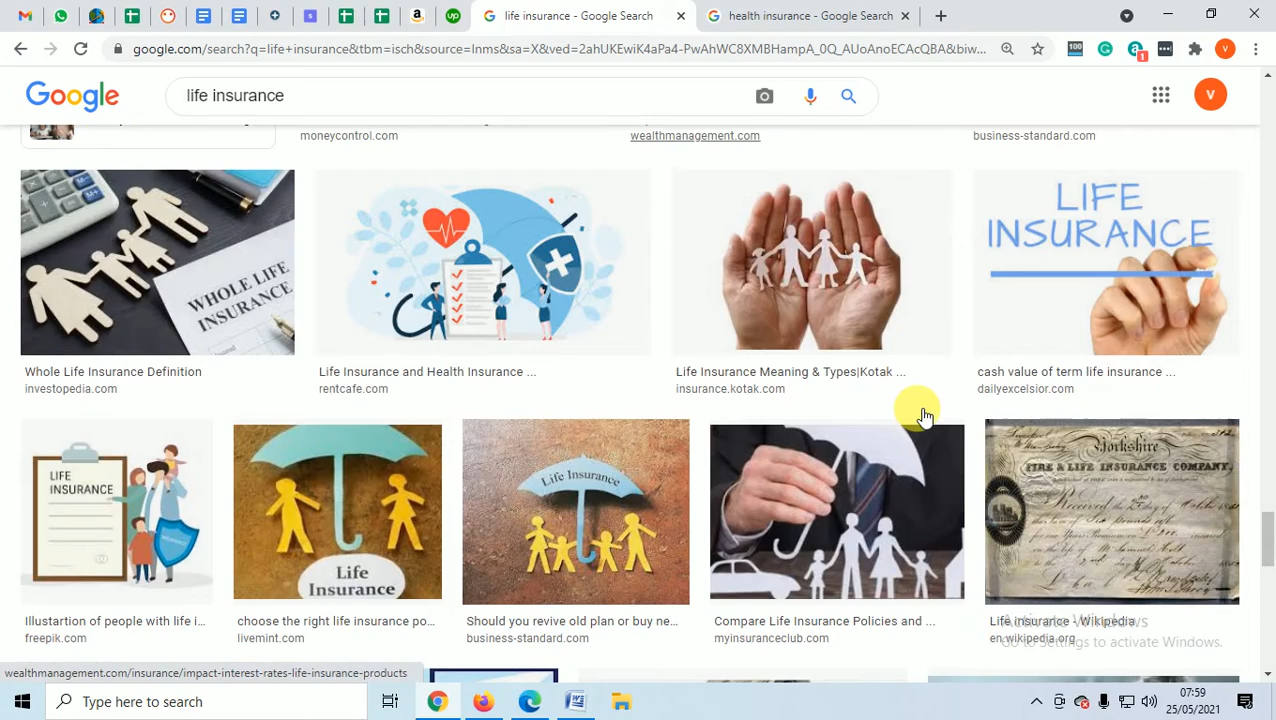 life insurance - Google Search
health insurance - Google Search
google.com/search?q=life+insurance&tbm=isch&source=lnms&sa=X&ved=2ahUKEwiK4aPa4-PwAhWC8XMBHampA_0Q_AUoAnoECAcQBA&biw...
100
1
V
Google
life insurance
V
moneycontrol.com
wealthmanagement.com
business-standard.com
WHOLE LIFE
INSURANCE
LIFE
INSURANCE
Whole Life Insurance Definition
investopedia.com
Life Insurance and Health Insurance ...
rentcafe.com
Life Insurance Meaning & Types|Kotak ...
insurance.kotak.com
cash value of term life insurance ...
dailyexcelsior.com
LIFE
INSURANCE
Life
Insurance
Life Insurance
Yorkshire
FIRE & LIFE INSURANCE COMPANY,
Illustartion of people with life i...
freepik.com
choose the right life insurance po...
livemint.com
Should you revive old plan or buy ne...
business-standard.com
Compare Life Insurance Policies and ...
myinsuranceclub.com
Life insurance - Wikipedia
en.wikipedia.org
Activate Windows
Go to Settings to activate Windows.
wealthmanagement.com/insurance/impact-interest-rates-life-insurance-products
Type here to search
07:59
25/05/2021